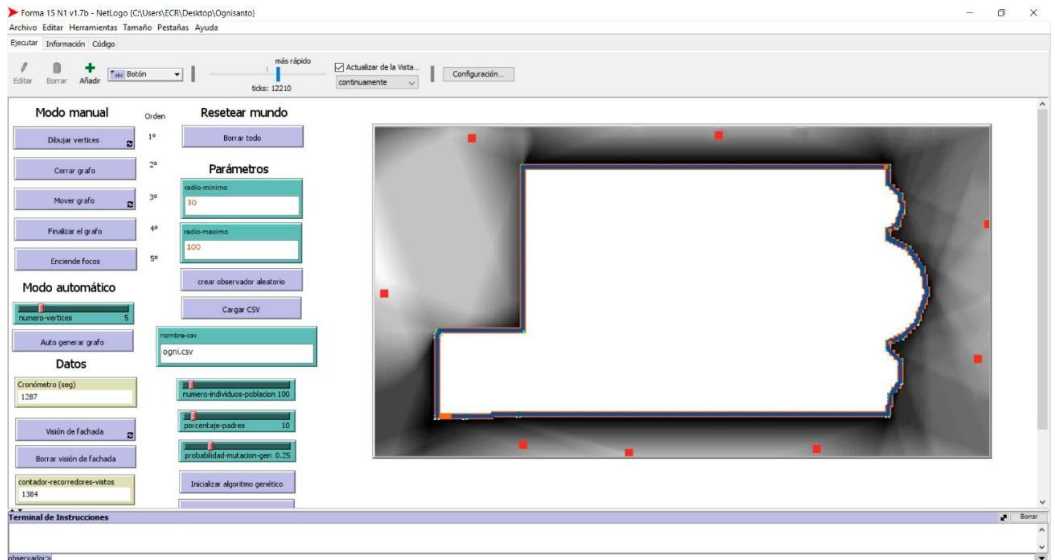 Forma 15 N1 v1.7b - NetLogo {C:\Users\ECR\Desktop\Ognisanto}
Archivo Editar Herramientas Tamaño Pestañas Ayuda
Ejecutar Información Código
Editar Borrar Añadir
abc Botón
más rápido
ticks: 12210
Actualizar de la Vista...
continuamente
Configuración...
Modo manual
Orden
Resetear mundo
Dibujar vertices
1º
Borrar todo
Cerrar grafo
2º
Parámetros
radio-minimo
30
Mover grafo
3º
Finalizar el grafo
4º
radio-maximo
100
Enciende focos
5º
crear observador aleatorio
Modo automático
Cargar CSV
numero-vertices 5
nombre-csv
ogni.csv
Auto generar grafo
Datos
Cronómetro (seg)
1287
numero-individuos-poblacion 100
porcentaje-padres 10
Visión de fachada
probabilidad-mutacion-gen 0.25
Borrar visión de fachada
contador-recorredores-vistos
1384
Inicializar algoritmo genético
Terminal de Instrucciones
Borrar
observador>